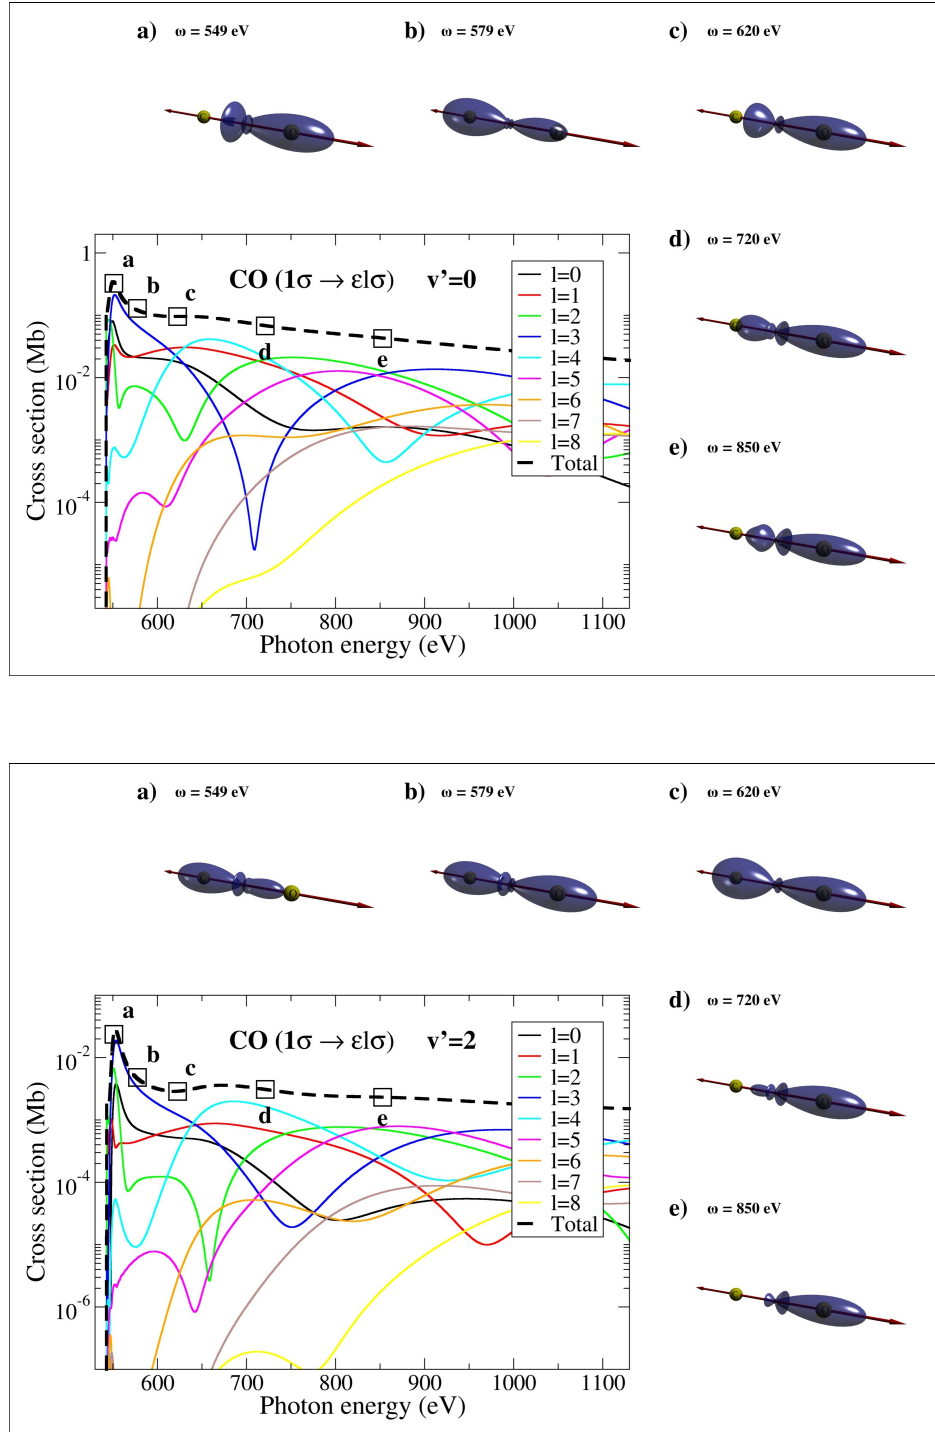 a) ω = 549 eV
b) ω = 579 eV
c) ω = 620 eV
C O
C O
C O
d) ω = 720 eV
C O
e) ω = 850 eV
C O
CO (1σ → εlσ) v'=0
a
b
c
d
e
l=0
l=1
l=2
l=3
l=4
l=5
l=6
l=7
l=8
Total
1
10-2
10-4
Cross section (Mb)
600 700 800 900 1000 1100
Photon energy (eV)
a) ω = 549 eV
b) ω = 579 eV
c) ω = 620 eV
C O
C O
C O
d) ω = 720 eV
C O
e) ω = 850 eV
C O
CO (1σ → εlσ) v'=2
a
b
c
d
e
l=0
l=1
l=2
l=3
l=4
l=5
l=6
l=7
l=8
Total
10-2
10-4
10-6
Cross section (Mb)
600 700 800 900 1000 1100
Photon energy (eV)